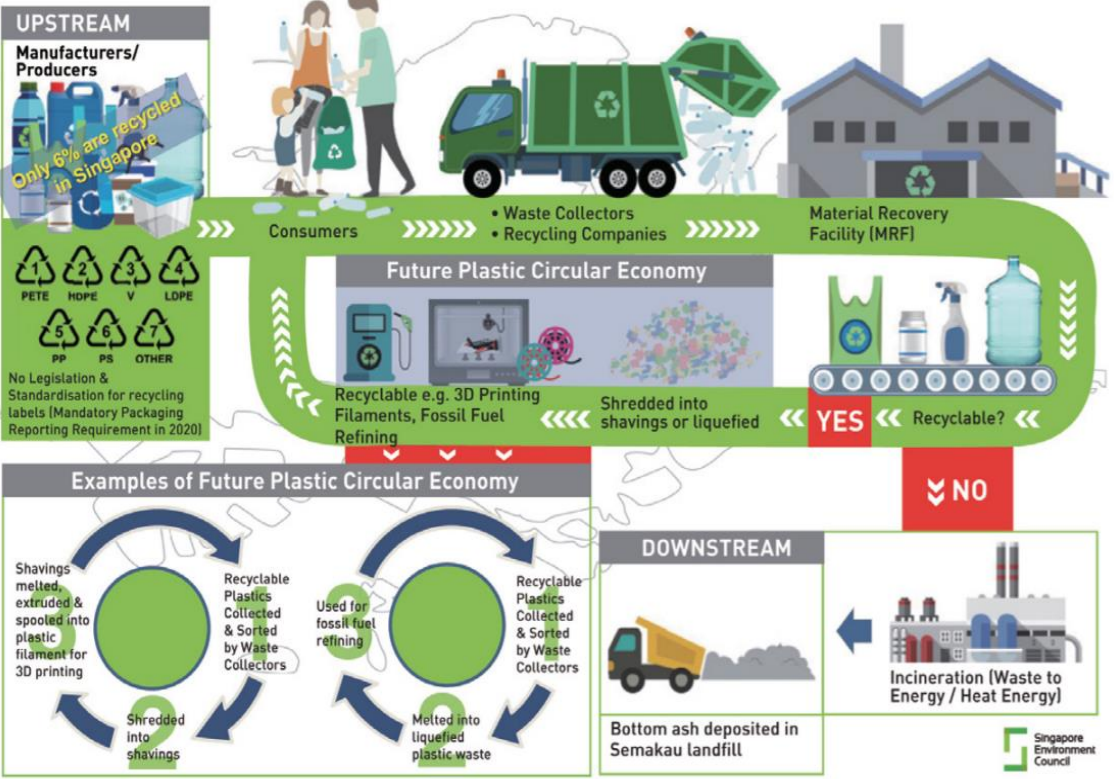 UPSTREAM
Manufacturers/
Producers
Only 6% are recycled
in Singapore
1
PETE
2
HDPE
3
V
4
LDPE
5
PP
6
PS
7
OTHER
No Legislation &
Standardisation for recycling
labels (Mandatory Packaging
Reporting Requirement in 2020)
Consumers
• Waste Collectors
• Recycling Companies
Material Recovery
Facility (MRF)
Future Plastic Circular Economy
Recyclable e.g. 3D Printing
Filaments, Fossil Fuel
Refining
Shredded into
shavings or liquefied
YES
Recyclable?
NO
Examples of Future Plastic Circular Economy
1
Recyclable
Plastics
Collected
& Sorted
by Waste
Collectors
2
Shredded
into
shavings
3
Shavings
melted,
extruded &
spooled into
plastic
filament for
3D printing
1
Recyclable
Plastics
Collected
& Sorted
by Waste
Collectors
2
Melted into
liquefied
plastic waste
3
Used for
fossil fuel
refining
DOWNSTREAM
Bottom ash deposited in
Semakau landfill
Incineration (Waste to
Energy / Heat Energy)
Singapore
Environment
Council